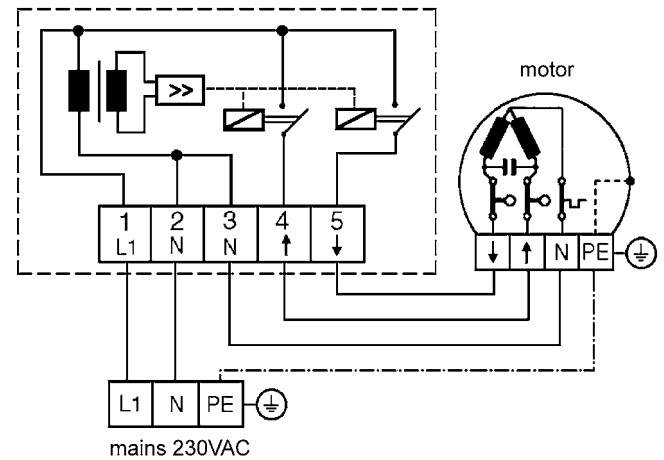 motor
>>
1 2 3 4 5
L1 N N ↑ ↓
↓ ↑ N PE
L1 N PE
mains 230VAC